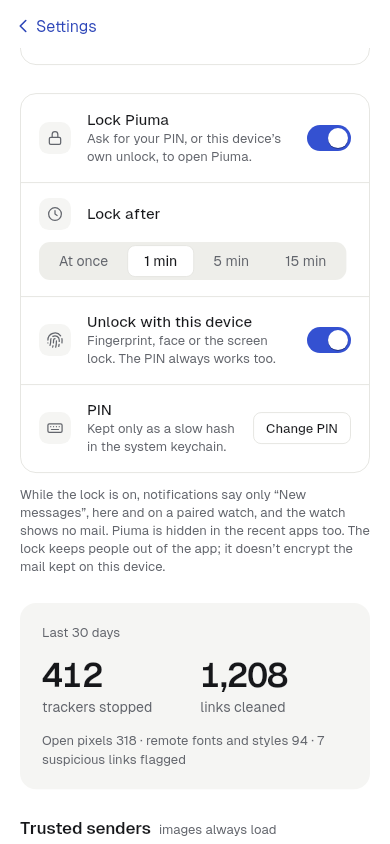 Settings
Lock Piuma
Ask for your PIN, or this device’s
own unlock, to open Piuma.
Lock after
At once 1 min 5 min 15 min
Unlock with this device
Fingerprint, face or the screen
lock. The PIN always works too.
PIN
Kept only as a slow hash
in the system keychain.
Change PIN
While the lock is on, notifications say only “New
messages”, here and on a paired watch, and the watch
shows no mail. Piuma is hidden in the recent apps too. The
lock keeps people out of the app; it doesn’t encrypt the
mail kept on this device.
Last 30 days
412 1,208
trackers stopped links cleaned
Open pixels 318 · remote fonts and styles 94 · 7
suspicious links flagged
Trusted senders images always load